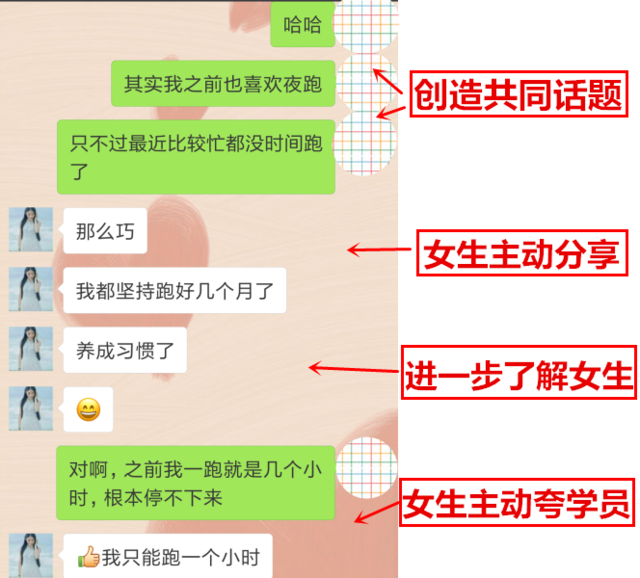 哈哈
其实我之前也喜欢夜跑
创造共同话题
只不过最近比较忙都没时间跑
了
那么巧
女生主动分享
我都坚持跑好几个月了
养成习惯了
进一步了解女生
😄
对啊，之前我一跑就是几个小
时，根本停不下来
女生主动夸学员
👍我只能跑一个小时